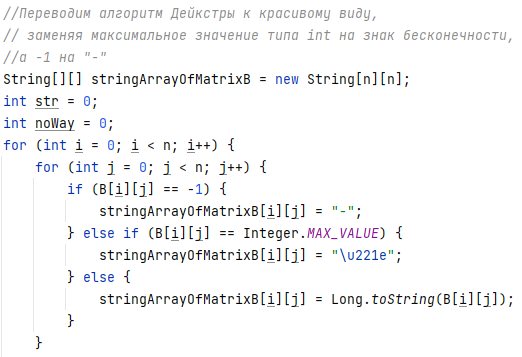 //Переводим алгоритм Дейкстры к красивому виду,
// заменяя максимальное значение типа int на знак бесконечности,
//а -1 на "-"
String[][] stringArrayOfMatrixB = new String[n][n];
int str = 0;
int noWay = 0;
for (int i = 0; i < n; i++) {
    for (int j = 0; j < n; j++) {
        if (B[i][j] == -1) {
            stringArrayOfMatrixB[i][j] = "-";
        } else if (B[i][j] == Integer.MAX_VALUE) {
            stringArrayOfMatrixB[i][j] = "\u221e";
        } else {
            stringArrayOfMatrixB[i][j] = Long.toString(B[i][j]);
        }
    }